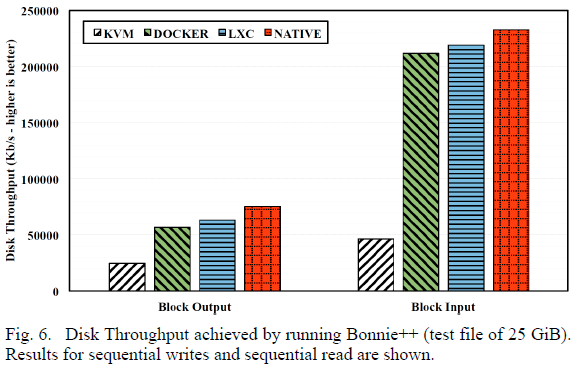 250000
200000
150000
100000
50000
0
Disk Throughput (Kb/s - higher is better)
KVM DOCKER LXC NATIVE
Block Output Block Input
Fig. 6. Disk Throughput achieved by running Bonnie++ (test file of 25 GiB).
Results for sequential writes and sequential read are shown.